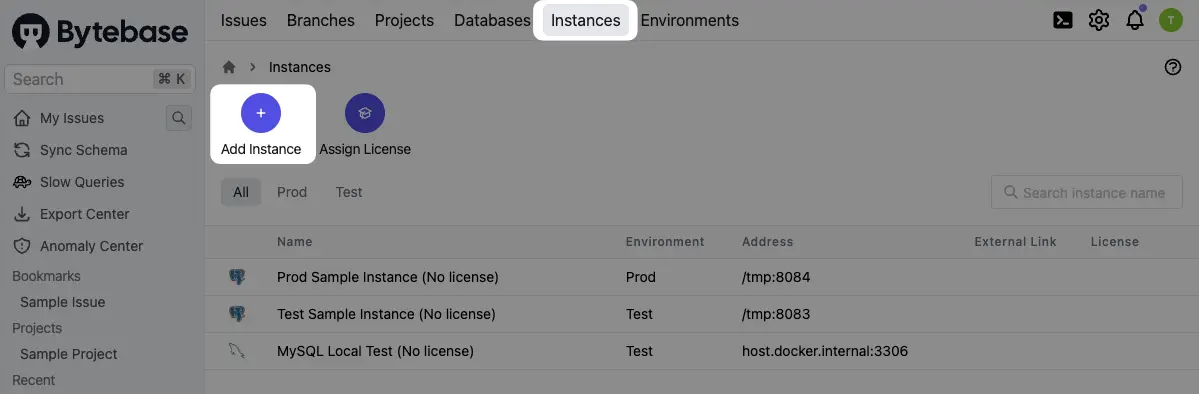 Bytebase
Issues Branches Projects Databases Instances Environments
T
Search ⌘ K
Instances
My Issues
Sync Schema
Slow Queries
Export Center
Anomaly Center
Bookmarks
Sample Issue
Projects
Sample Project
Recent
Add Instance Assign License
All Prod Test
Search instance name
Name Environment Address External Link License
Prod Sample Instance (No license) Prod /tmp:8084
Test Sample Instance (No license) Test /tmp:8083
MySQL Local Test (No license) Test host.docker.internal:3306